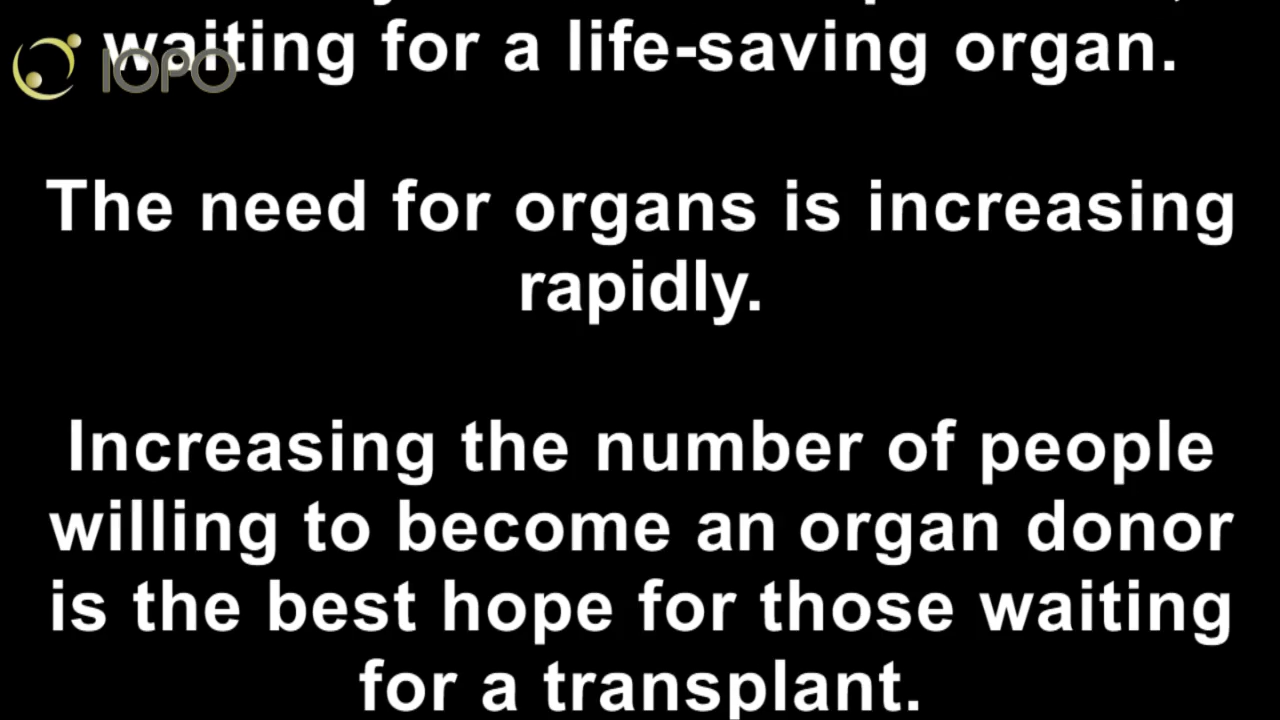 waiting for a life-saving organ.
IOPO
The need for organs is increasing
rapidly.
Increasing the number of people
willing to become an organ donor
is the best hope for those waiting
for a transplant.